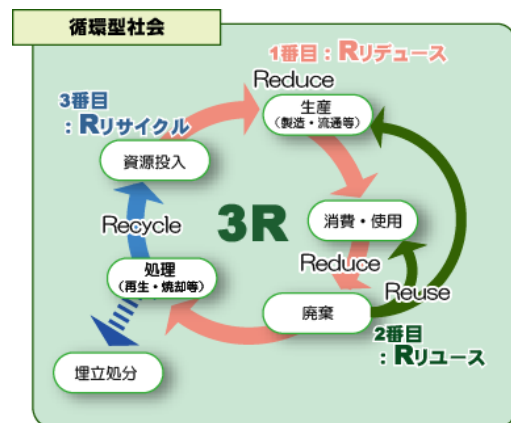 循環型社会
1番目:Rリデュース
Reduce
生産
(製造・流通等)
3番目
:Rリサイクル
資源投入
Recycle
3R
消費・使用
処理
(再生・焼却等)
Reduce
Reuse
廃棄
2番目
:Rリユース
埋立処分